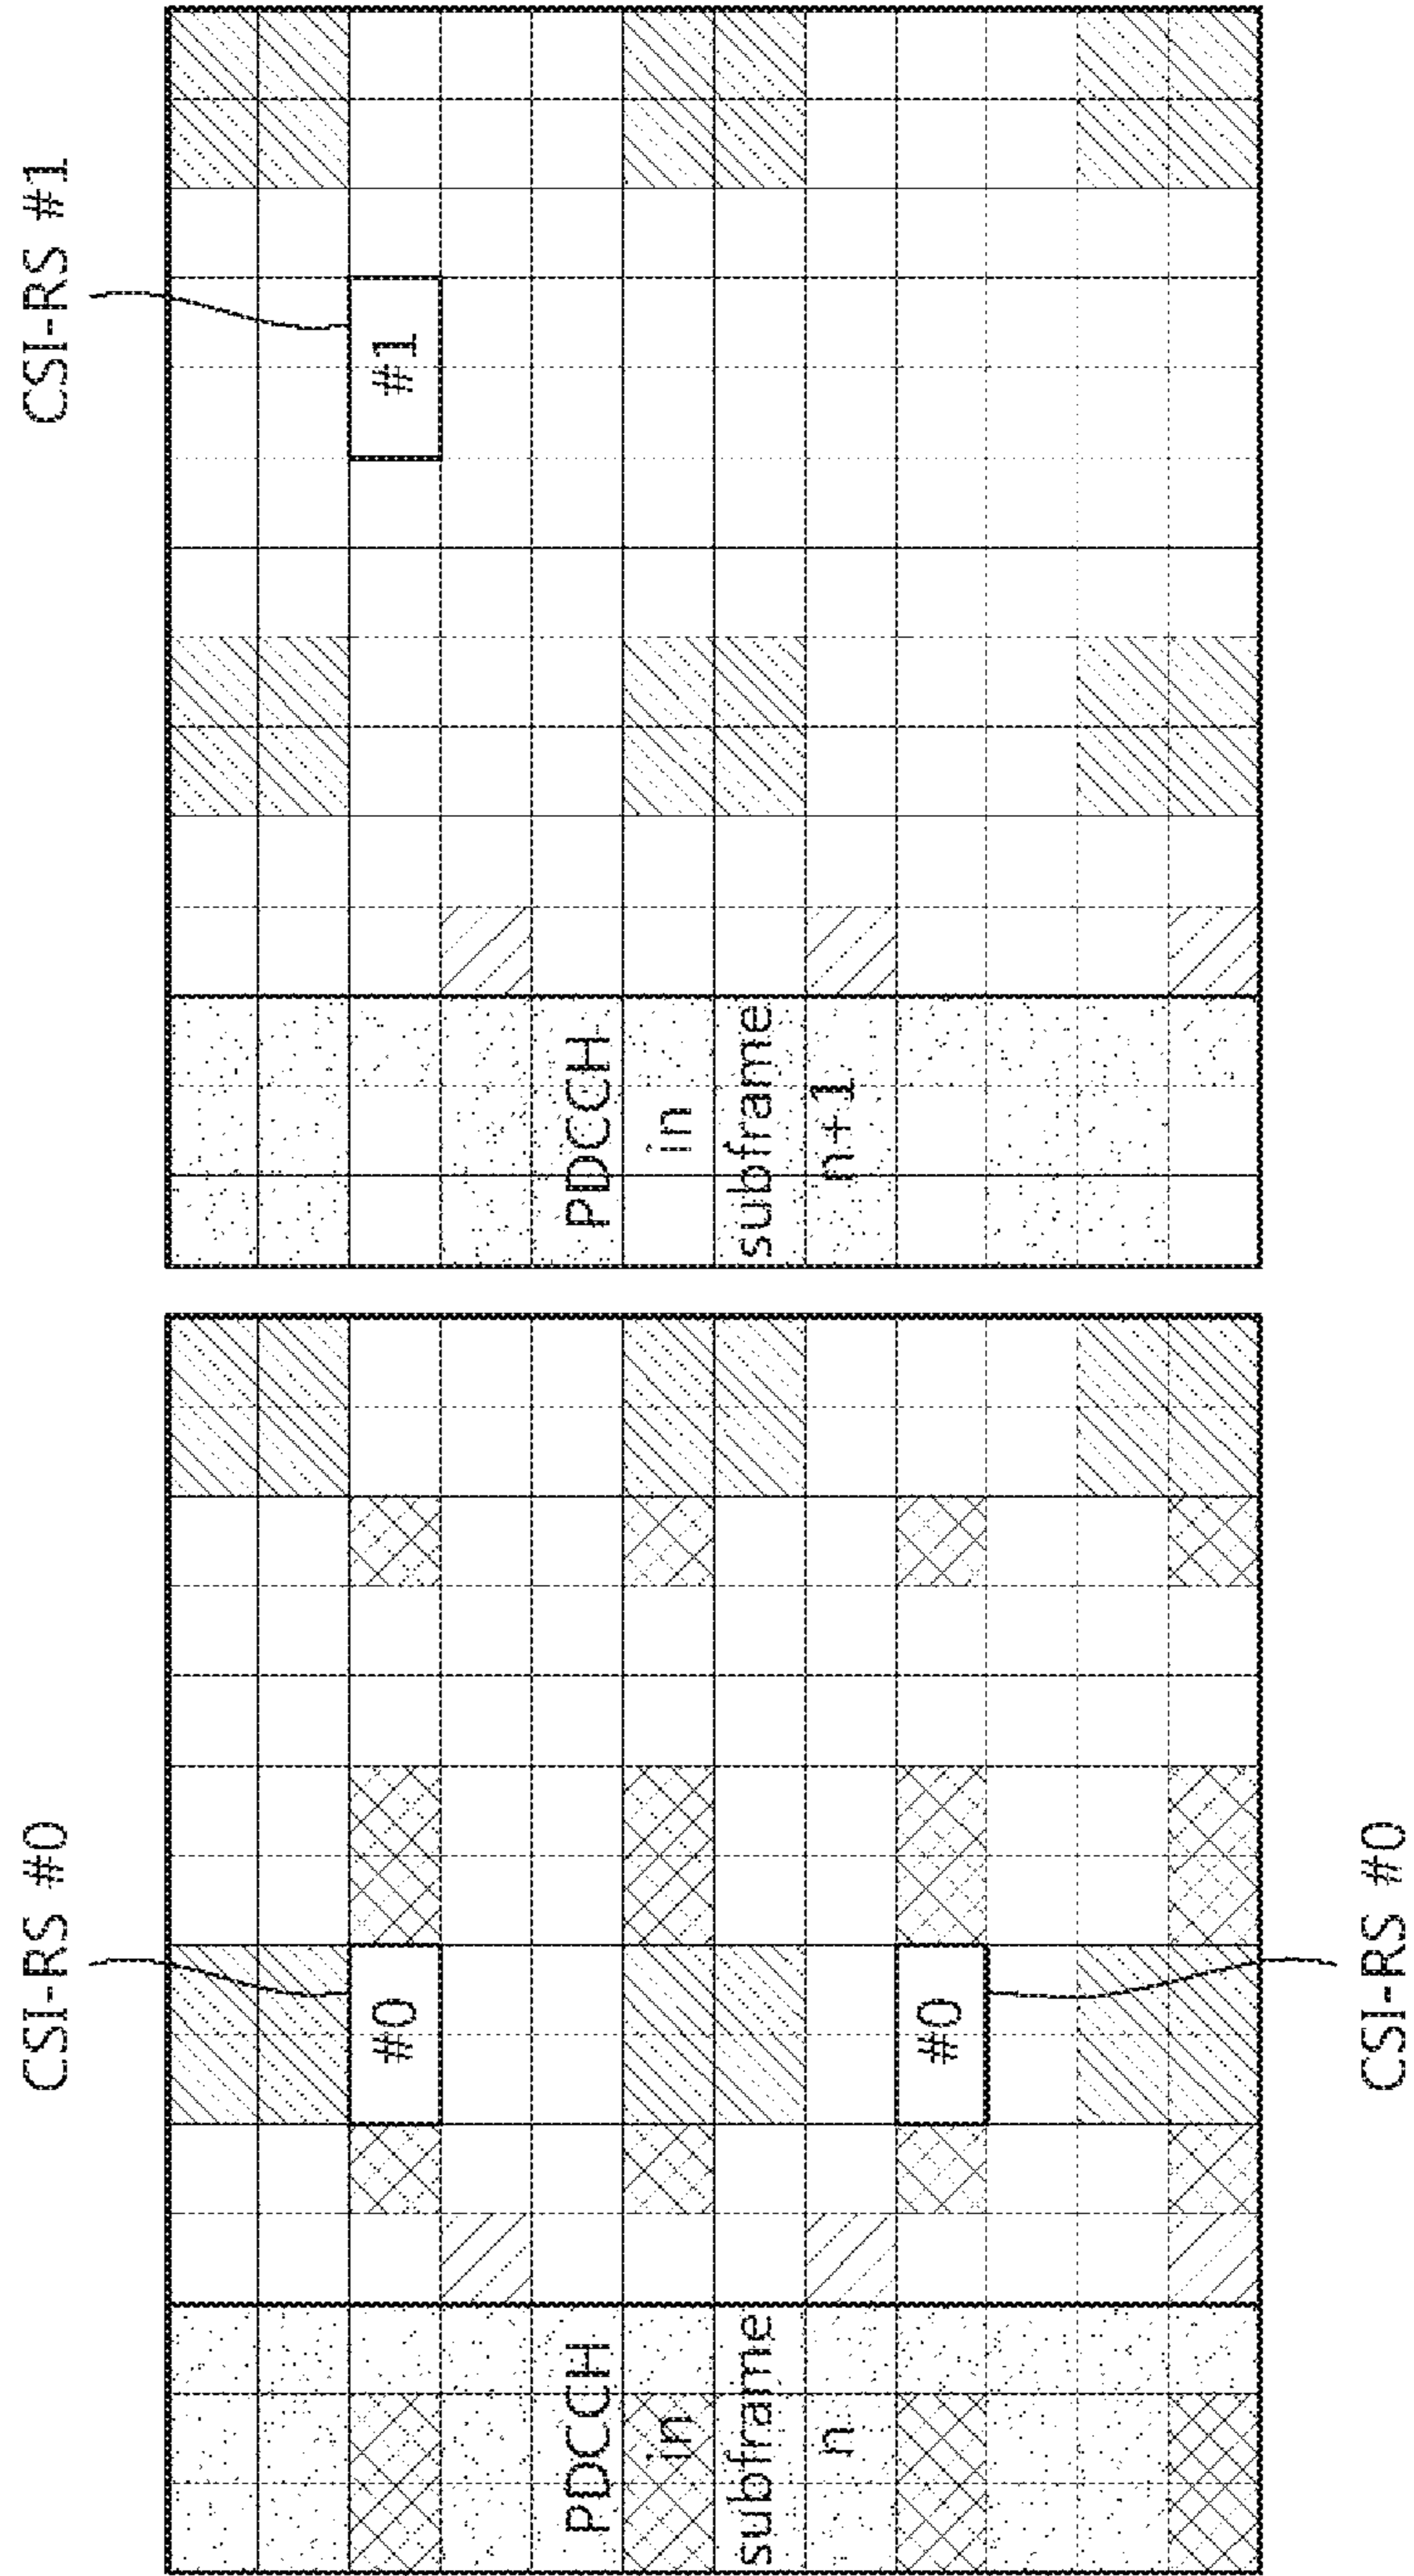 CSI-RS #0
CSI-RS #1
#0
#1
PDCCH
in
subframe
n
PDCCH
in
subframe
n+1
#0
CSI-RS #0